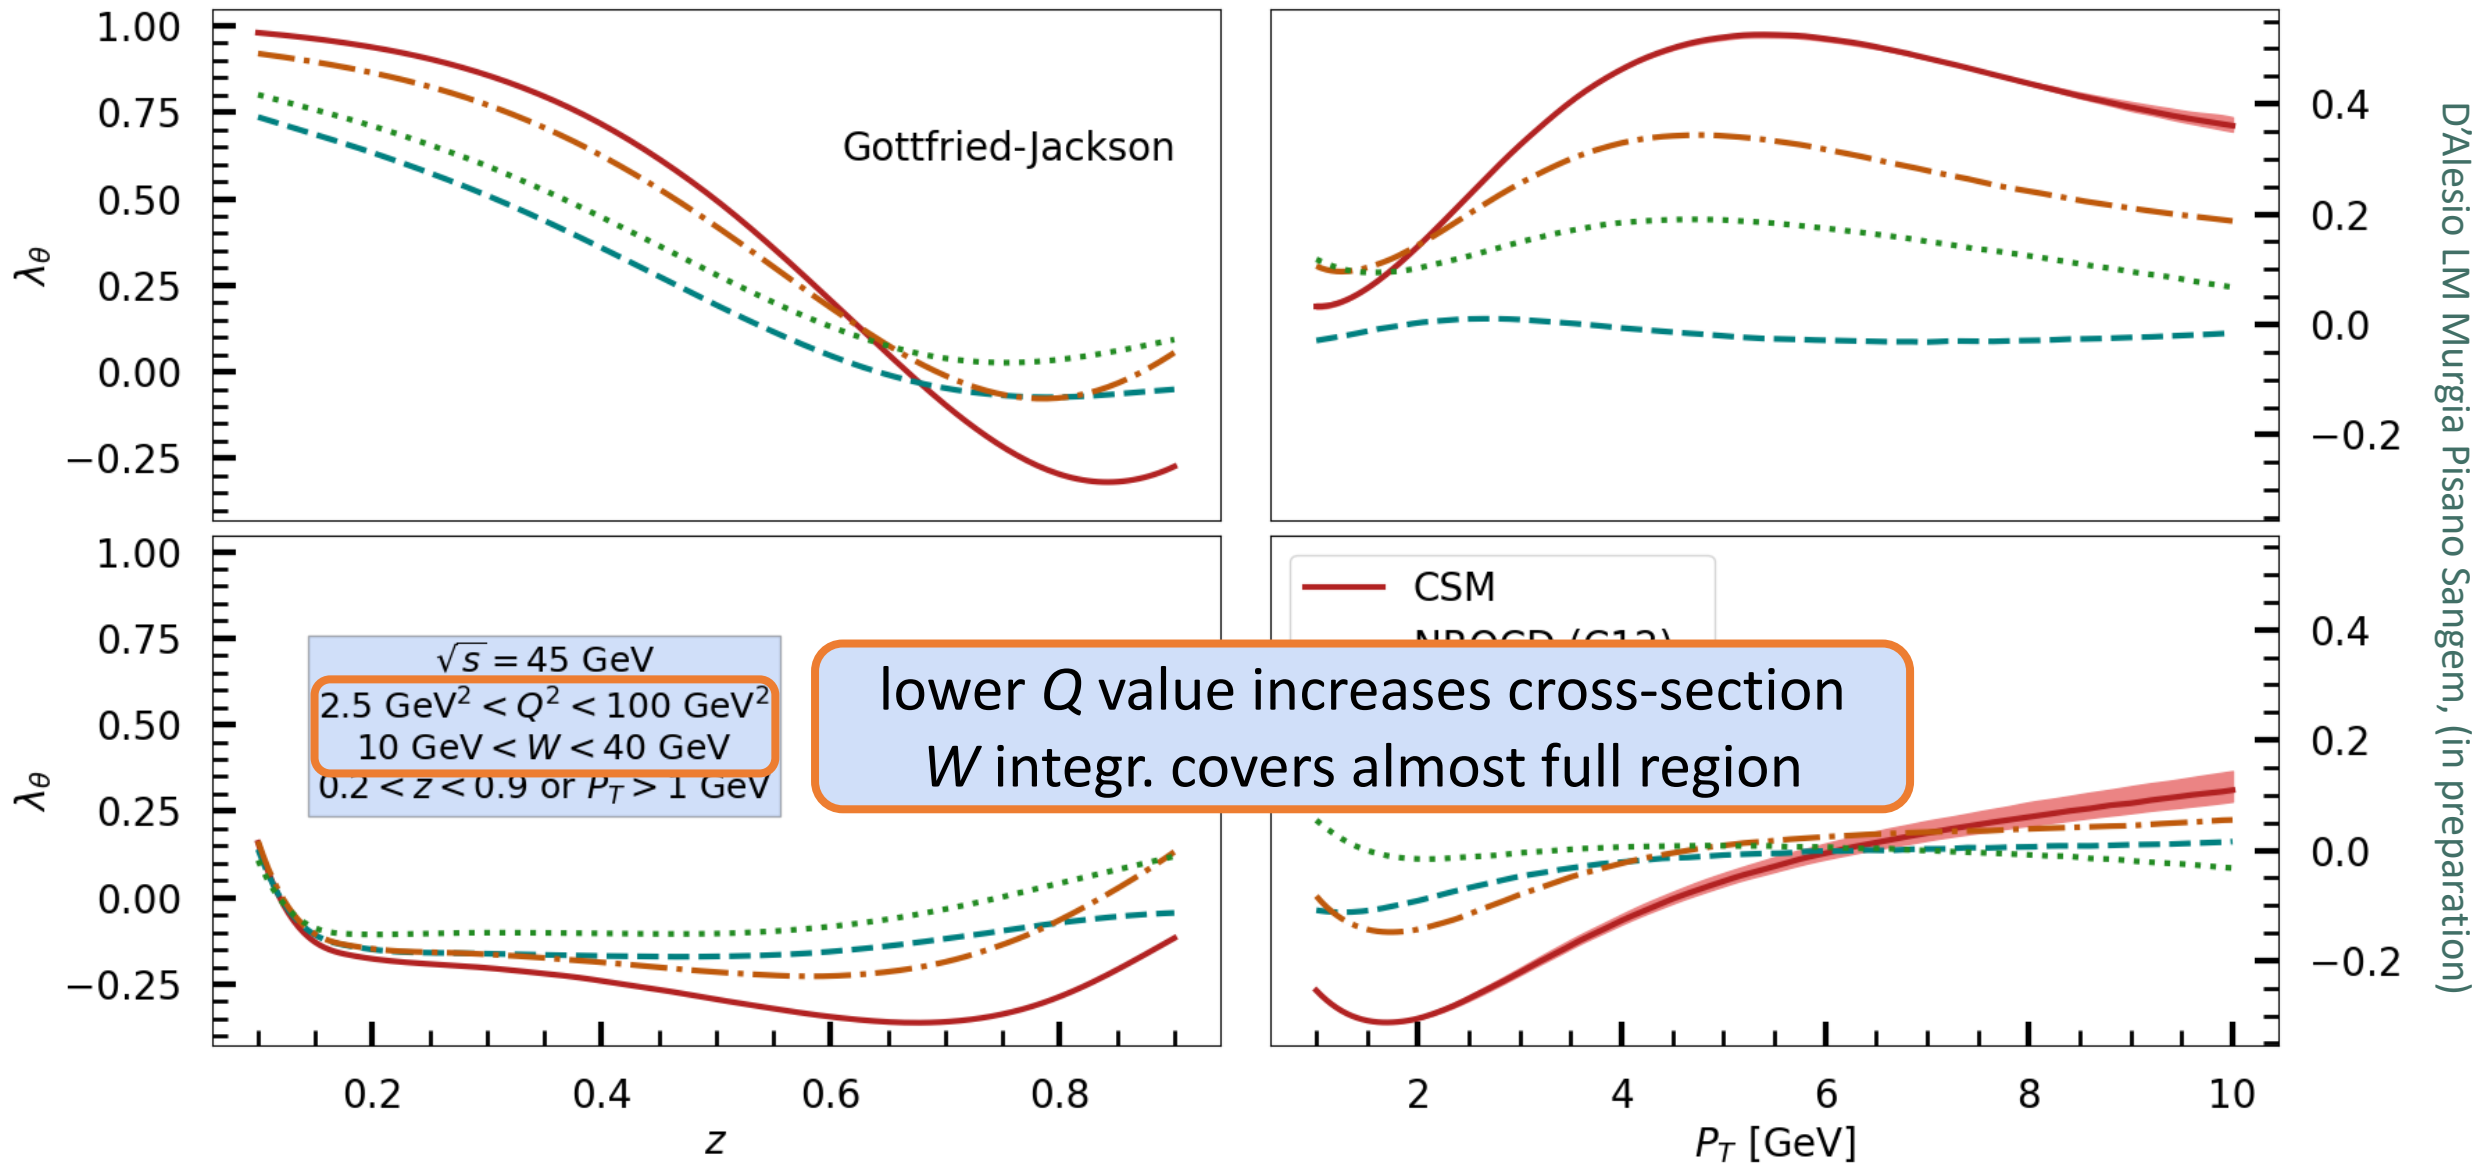 1.00
0.75
0.50
0.25
0.00
−0.25
λθ
Gottfried-Jackson
0.4
0.2
0.0
−0.2
1.00
0.75
0.50
0.25
0.00
−0.25
λθ
√s = 45 GeV
2.5 GeV² < Q² < 100 GeV²
10 GeV < W < 40 GeV
0.2 < z < 0.9 or P_T > 1 GeV
CSM
lower Q value increases cross-section
W integr. covers almost full region
0.4
0.2
0.0
−0.2
0.2 0.4 0.6 0.8
z
2 4 6 8 10
P_T [GeV]
D’Alesio LM Murgia Pisano Sangem, (in preparation)